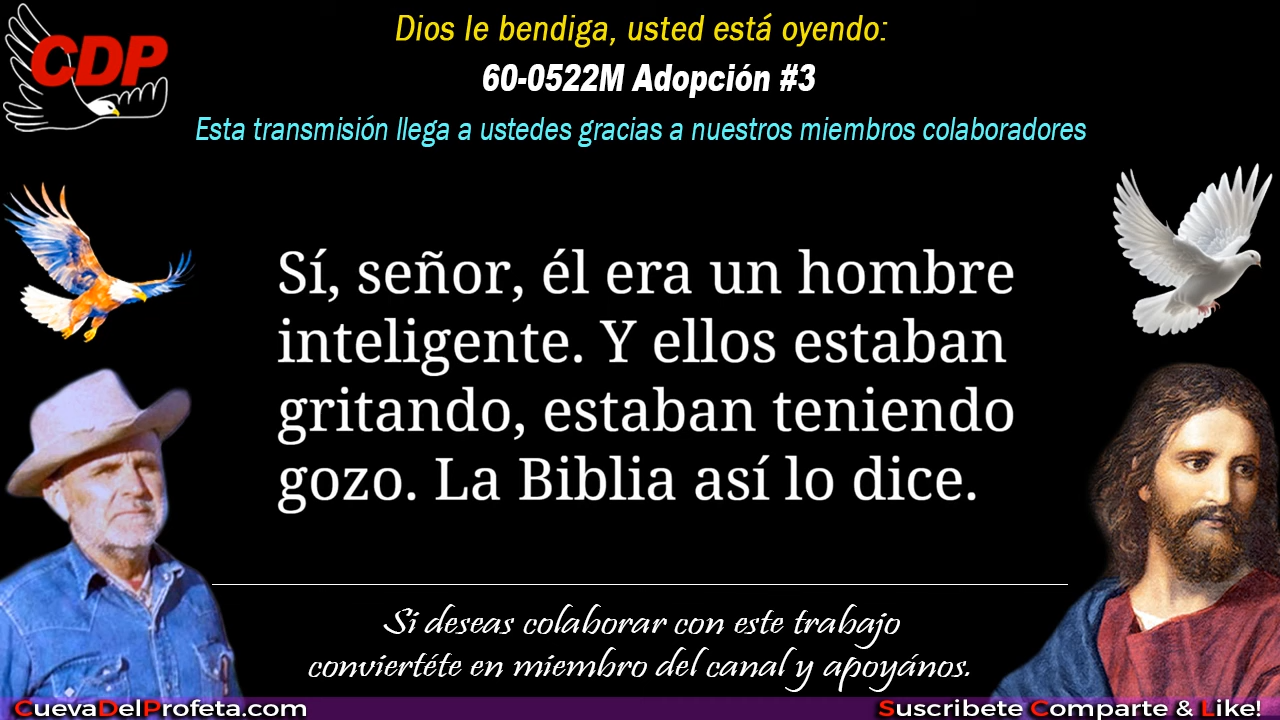 CDP
Dios le bendiga, usted está oyendo:
60-0522M Adopción #3
Esta transmisión llega a ustedes gracias a nuestros miembros colaboradores
Sí, señor, él era un hombre
inteligente. Y ellos estaban
gritando, estaban teniendo
gozo. La Biblia así lo dice.
Si deseas colaborar con este trabajo
conviertéte en miembro del canal y apoyános.
CuevaDelProfeta.com
Suscribete Comparte & Like!